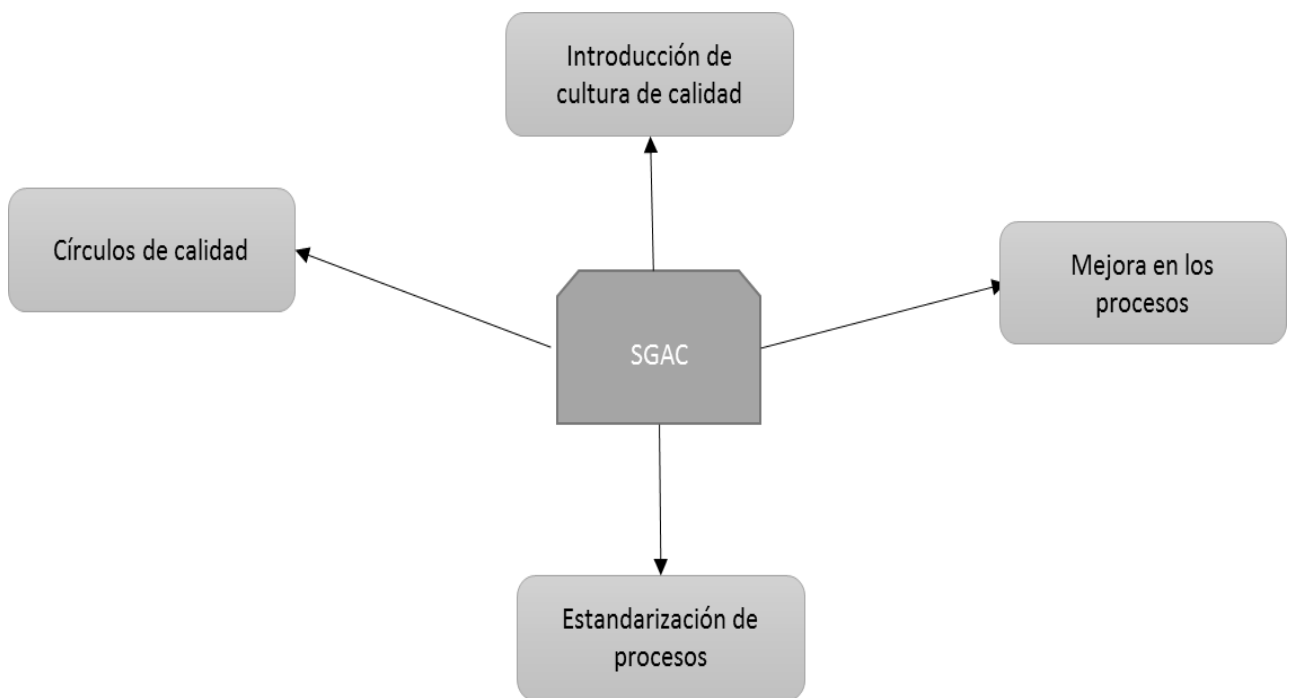 Introducción de
cultura de calidad
Círculos de calidad
Mejora en los
procesos
SGAC
Estandarización de
procesos